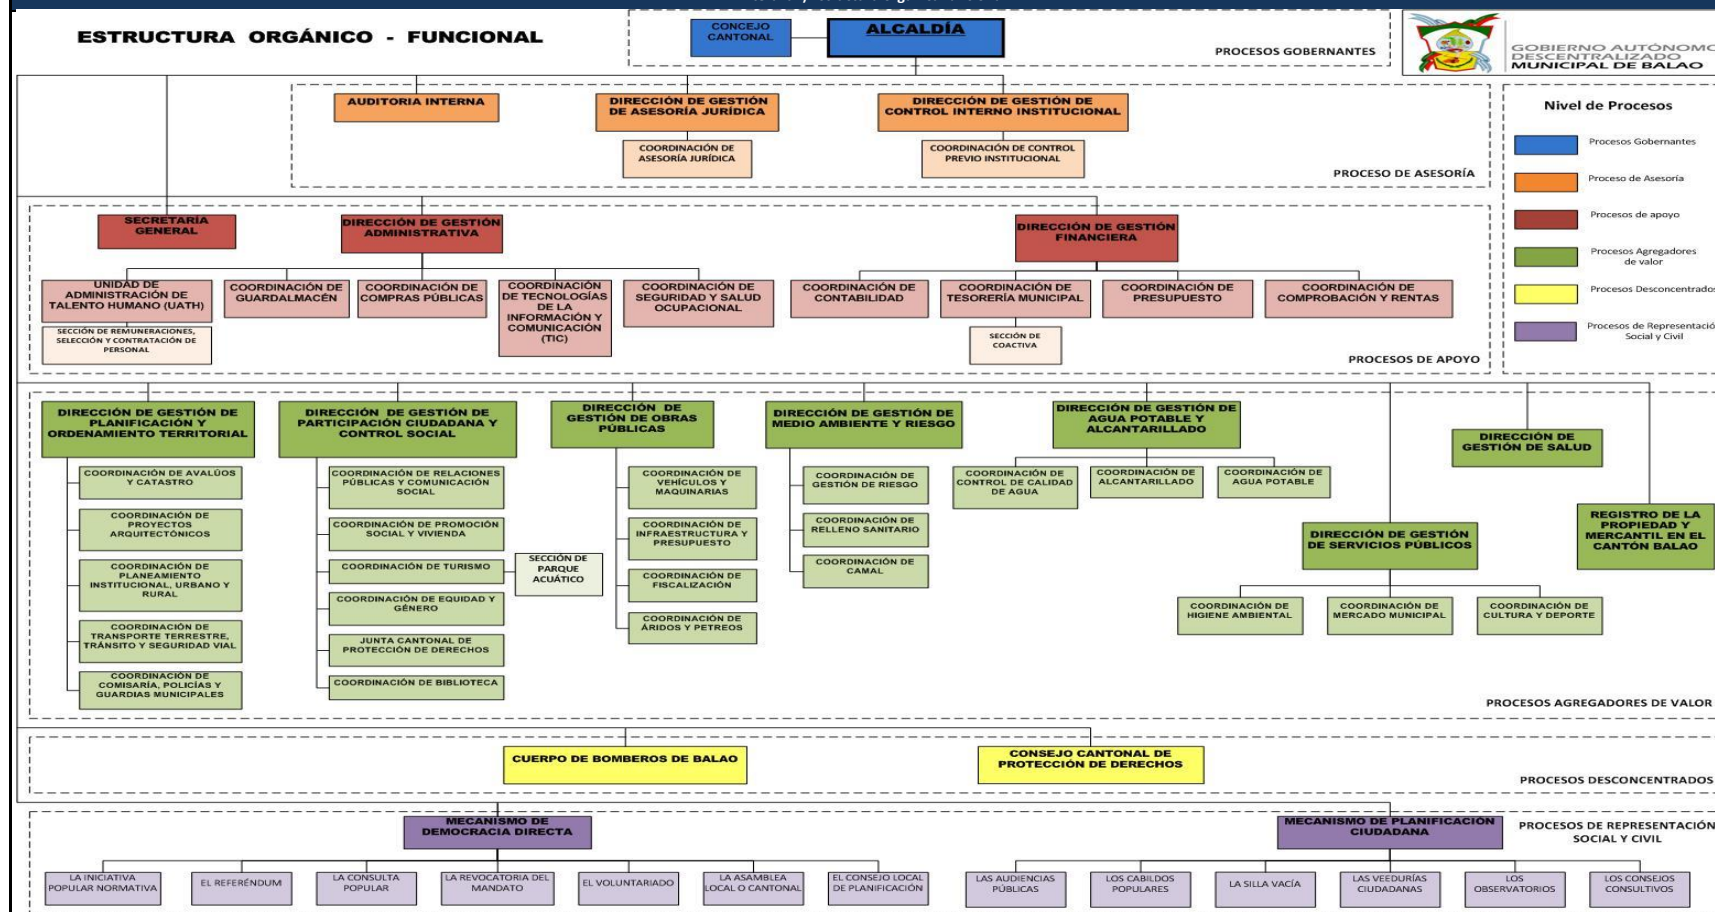 ESTRUCTURA ORGÁNICO - FUNCIONAL
CONCEJO
CANTONAL
ALCALDÍA
PROCESOS GOBERNANTES
GOBIERNO AUTÓNOMO
DESCENTRALIZADO
MUNICIPAL DE BALAO
AUDITORIA INTERNA
DIRECCIÓN DE GESTIÓN
DE ASESORÍA JURÍDICA
DIRECCIÓN DE GESTIÓN DE
CONTROL INTERNO INSTITUCIONAL
COORDINACIÓN DE
ASESORÍA JURÍDICA
COORDINACIÓN DE CONTROL
PREVIO INSTITUCIONAL
PROCESO DE ASESORÍA
Nivel de Procesos
Procesos Gobernantes
Proceso de Asesoría
Procesos de apoyo
Procesos Agregadores
de valor
Procesos Desconcentrados
Procesos de Representació
Social y Civil
SECRETARÍA
GENERAL
DIRECCIÓN DE GESTIÓN
ADMINISTRATIVA
DIRECCIÓN DE GESTIÓN
FINANCIERA
UNIDAD DE
ADMINISTRACIÓN DE
TALENTO HUMANO (UATH)
SECCIÓN DE REMUNERACIONES,
SELECCIÓN Y CONTRATACIÓN DE
PERSONAL
COORDINACIÓN DE
GUARDALMACÉN
COORDINACIÓN DE
COMPRAS PÚBLICAS
COORDINACIÓN
DE TECNOLOGÍAS
DE LA
INFORMACIÓN Y
COMUNICACIÓN
(TIC)
COORDINACIÓN DE
SEGURIDAD Y SALUD
OCUPACIONAL
COORDINACIÓN DE
CONTABILIDAD
COORDINACIÓN DE
TESORERÍA MUNICIPAL
SECCIÓN DE
COACTIVA
COORDINACIÓN DE
PRESUPUESTO
COORDINACIÓN DE
COMPROBACIÓN Y RENTAS
PROCESOS DE APOYO
DIRECCIÓN DE GESTIÓN DE
PLANIFICACIÓN Y
ORDENAMIENTO TERRITORIAL
COORDINACIÓN DE AVALÚOS
Y CATASTRO
COORDINACIÓN DE
PROYECTOS
ARQUITECTÓNICOS
COORDINACIÓN DE
PLANEAMIENTO
INSTITUCIONAL, URBANO Y
RURAL
COORDINACIÓN DE
TRANSPORTE TERRESTRE,
TRÁNSITO Y SEGURIDAD VIAL
COORDINACIÓN DE
COMISARÍA, POLICÍAS Y
GUARDIAS MUNICIPALES
DIRECCIÓN DE GESTIÓN DE
PARTICIPACIÓN CIUDADANA Y
CONTROL SOCIAL
COORDINACIÓN DE RELACIONES
PÚBLICAS Y COMUNICACIÓN
SOCIAL
COORDINACIÓN DE PROMOCIÓN
SOCIAL Y VIVIENDA
COORDINACIÓN DE TURISMO
SECCIÓN DE
PARQUE
ACUÁTICO
COORDINACIÓN DE EQUIDAD Y
GÉNERO
JUNTA CANTONAL DE
PROTECCIÓN DE DERECHOS
COORDINACIÓN DE BIBLIOTECA
DIRECCIÓN DE
GESTIÓN DE OBRAS
PÚBLICAS
COORDINACIÓN DE
VEHÍCULOS Y
MAQUINARIAS
COORDINACIÓN DE
INFRAESTRUCTURA Y
PRESUPUESTO
COORDINACIÓN DE
FISCALIZACIÓN
COORDINACIÓN DE
ÁRIDOS Y PETREOS
DIRECCIÓN DE GESTIÓN DE
MEDIO AMBIENTE Y RIESGO
COORDINACIÓN DE
GESTIÓN DE RIESGO
COORDINACIÓN DE
RELLENO SANITARIO
COORDINACIÓN DE
CAMAL
DIRECCIÓN DE GESTIÓN DE
AGUA POTABLE Y
ALCANTARILLADO
COORDINACIÓN DE
CONTROL DE CALIDAD
DE AGUA
COORDINACIÓN DE
ALCANTARILLADO
COORDINACIÓN DE
AGUA POTABLE
DIRECCIÓN DE GESTIÓN
DE SERVICIOS PÚBLICOS
COORDINACIÓN DE
HIGIENE AMBIENTAL
COORDINACIÓN DE
MERCADO MUNICIPAL
COORDINACIÓN DE
CULTURA Y DEPORTE
DIRECCIÓN DE
GESTIÓN DE SALUD
REGISTRO DE LA
PROPIEDAD Y
MERCANTIL EN EL
CANTÓN BALAO
PROCESOS AGREGADORES DE VALOR
CUERPO DE BOMBEROS DE BALAO
CONSEJO CANTONAL DE
PROTECCIÓN DE DERECHOS
PROCESOS DESCONCENTRADOS
MECANISMO DE
DEMOCRACIA DIRECTA
MECANISMO DE PLANIFICACIÓN
CIUDADANA
PROCESOS DE REPRESENTACIÓN
SOCIAL Y CIVIL
LA INICIATIVA
POPULAR NORMATIVA
EL REFERÉNDUM
LA CONSULTA
POPULAR
LA REVOCATORIA DEL
MANDATO
EL VOLUNTARIADO
LA ASAMBLEA
LOCAL O CANTONAL
EL CONSEJO LOCAL
DE PLANIFICACIÓN
LAS AUDIENCIAS
PÚBLICAS
LOS CABILDOS
POPULARES
LA SILLA VACÍA
LAS VEEDURÍAS
CIUDADANAS
LOS
OBSERVATORIOS
LOS CONSEJOS
CONSULTIVOS